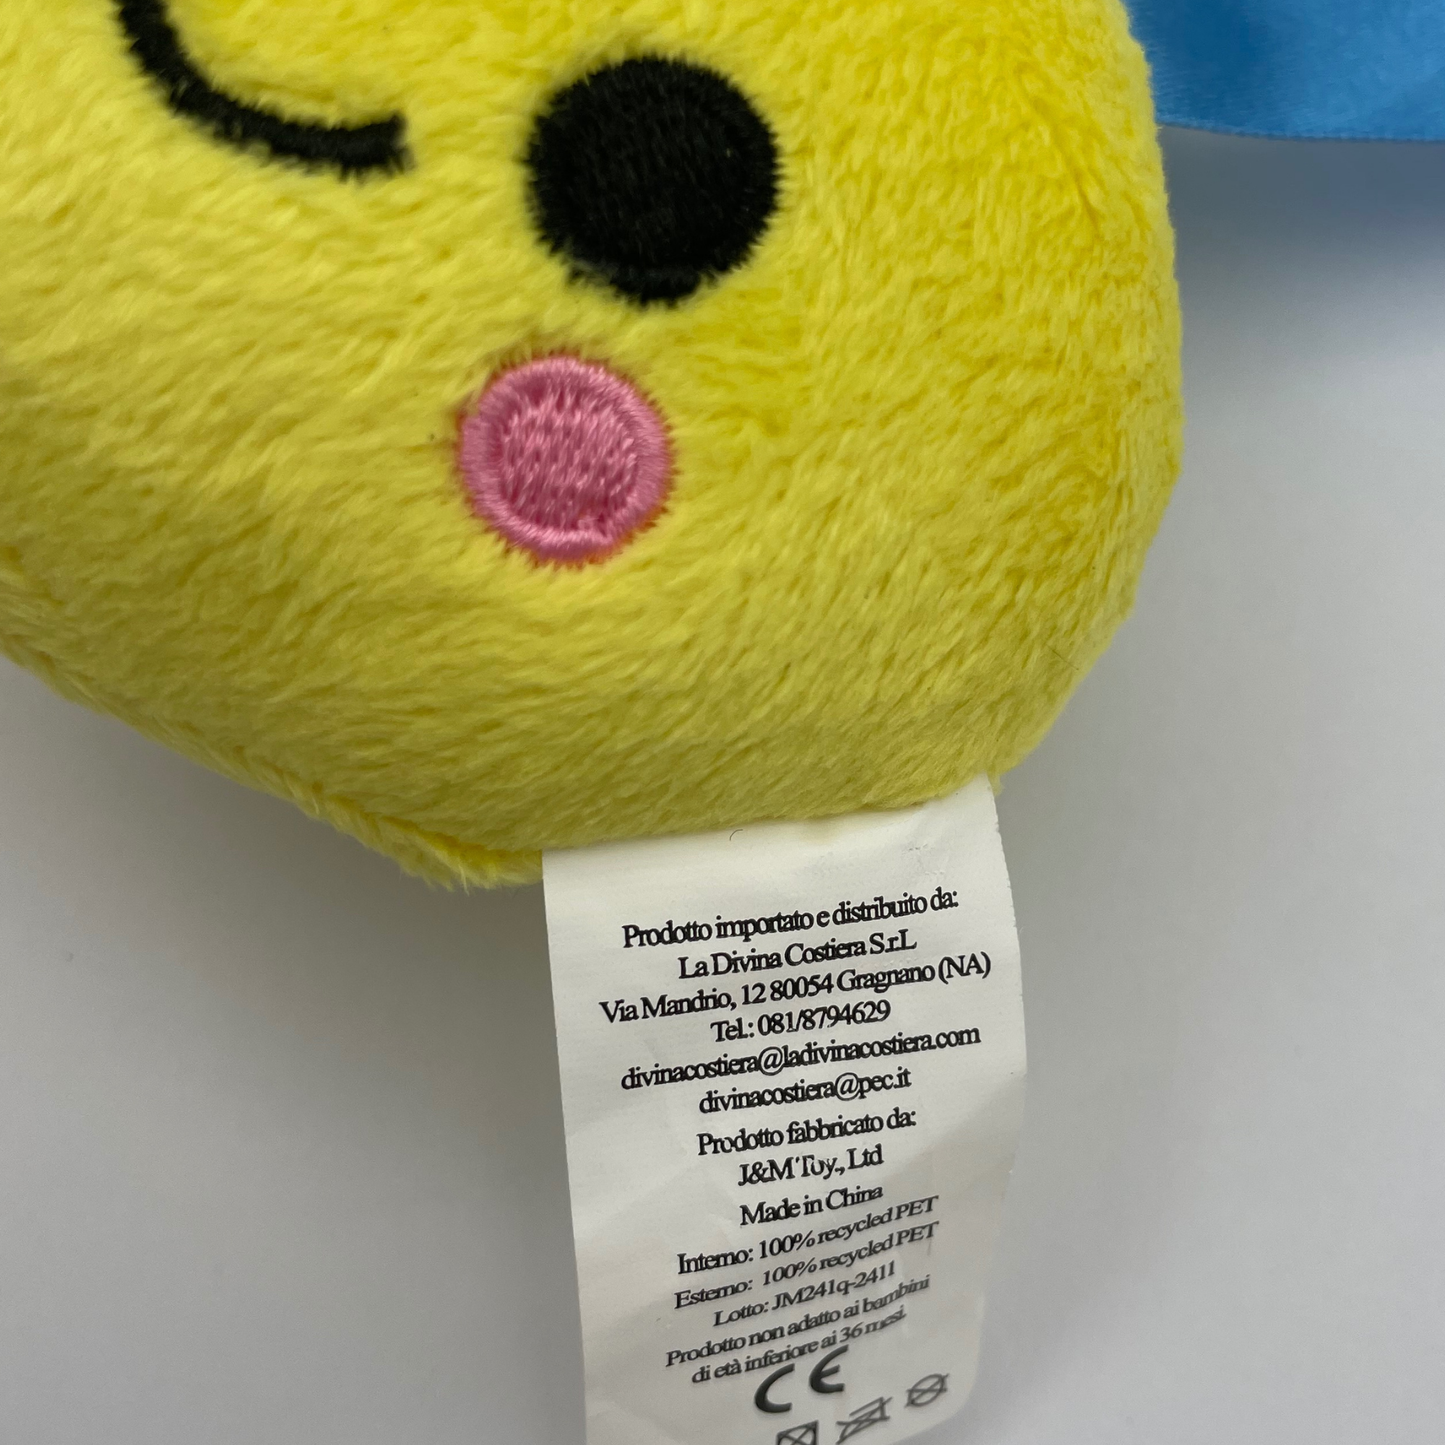 Prodotto importato e distribuito da:
La Divina Costiera S.r.L
Via Mandrio, 12 80054 Gragnano (NA)
Tel.: 081/8794629
divinacostiera@ladivinacostiera.com
divinacostiera@pec.it
Prodotto fabbricato da:
J&M Toy., Ltd
Made in China
Interno: 100% recycled PET
Esterno: 100% recycled PET
Lotto: JM241q-2411
Prodotto non adatto ai bambini
di età inferiore ai 36 mesi.
CE